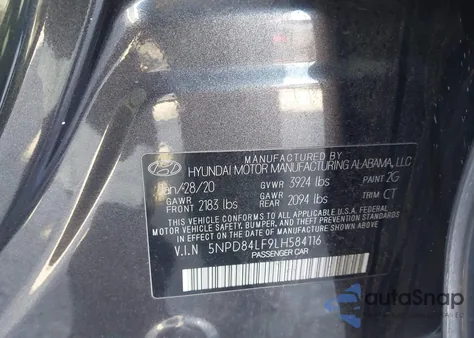 MANUFACTURED BY
HYUNDAI MOTOR MANUFACTURING ALABAMA, LLC
Jan/28/20 GVWR 3924 lbs PAINT 2G
GAWR FRONT 2183 lbs GAWR REAR 2094 lbs TRIM CT
THIS VEHICLE CONFORMS TO ALL APPLICABLE U.S.A. FEDERAL
MOTOR VEHICLE SAFETY, BUMPER, AND THEFT PREVENTION STANDARDS
IN EFFECT ON THE DATE OF MANUFACTURE SHOWN ABOVE.
V.I.N 5NPD84LF9LH584116
PASSENGER CAR
autoSnap